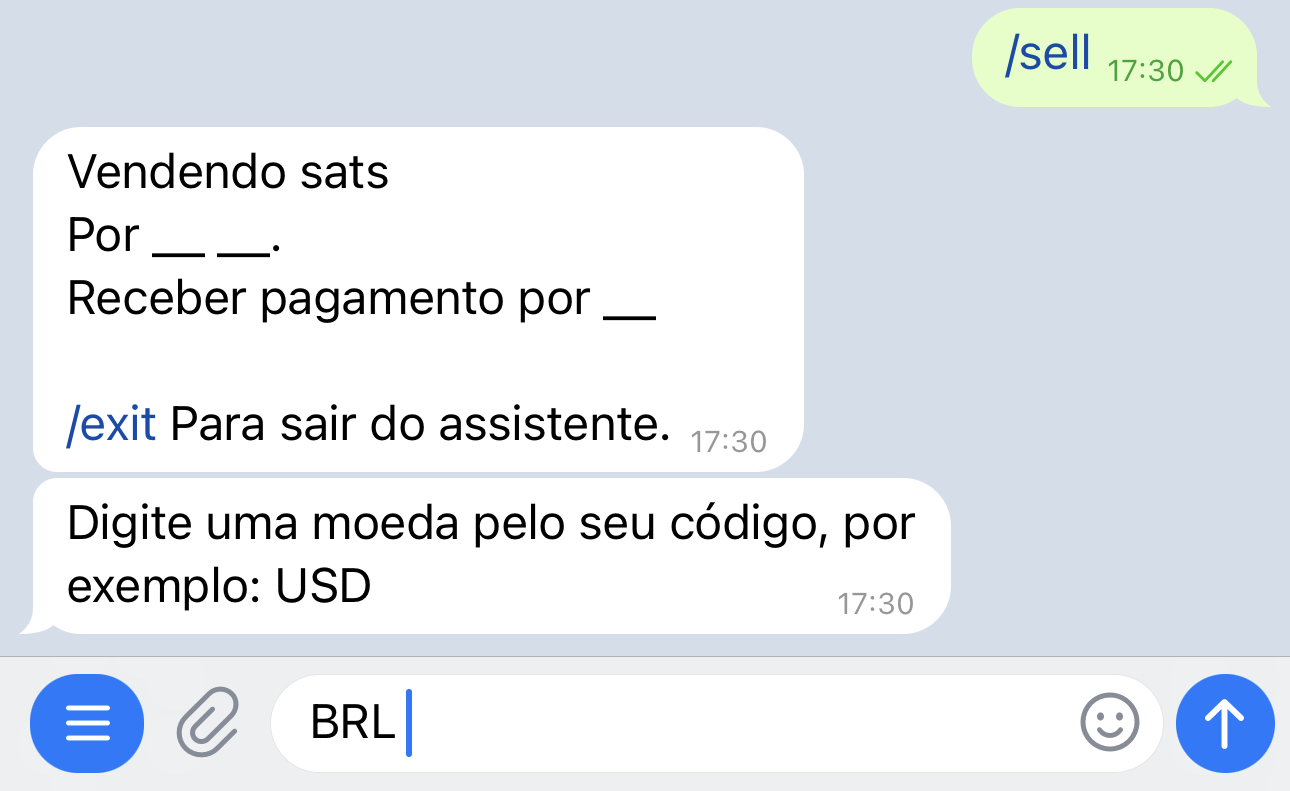 /sell 17:30
Vendendo sats
Por __ __.
Receber pagamento por __
/exit Para sair do assistente. 17:30
Digite uma moeda pelo seu código, por
exemplo: USD 17:30
BRL